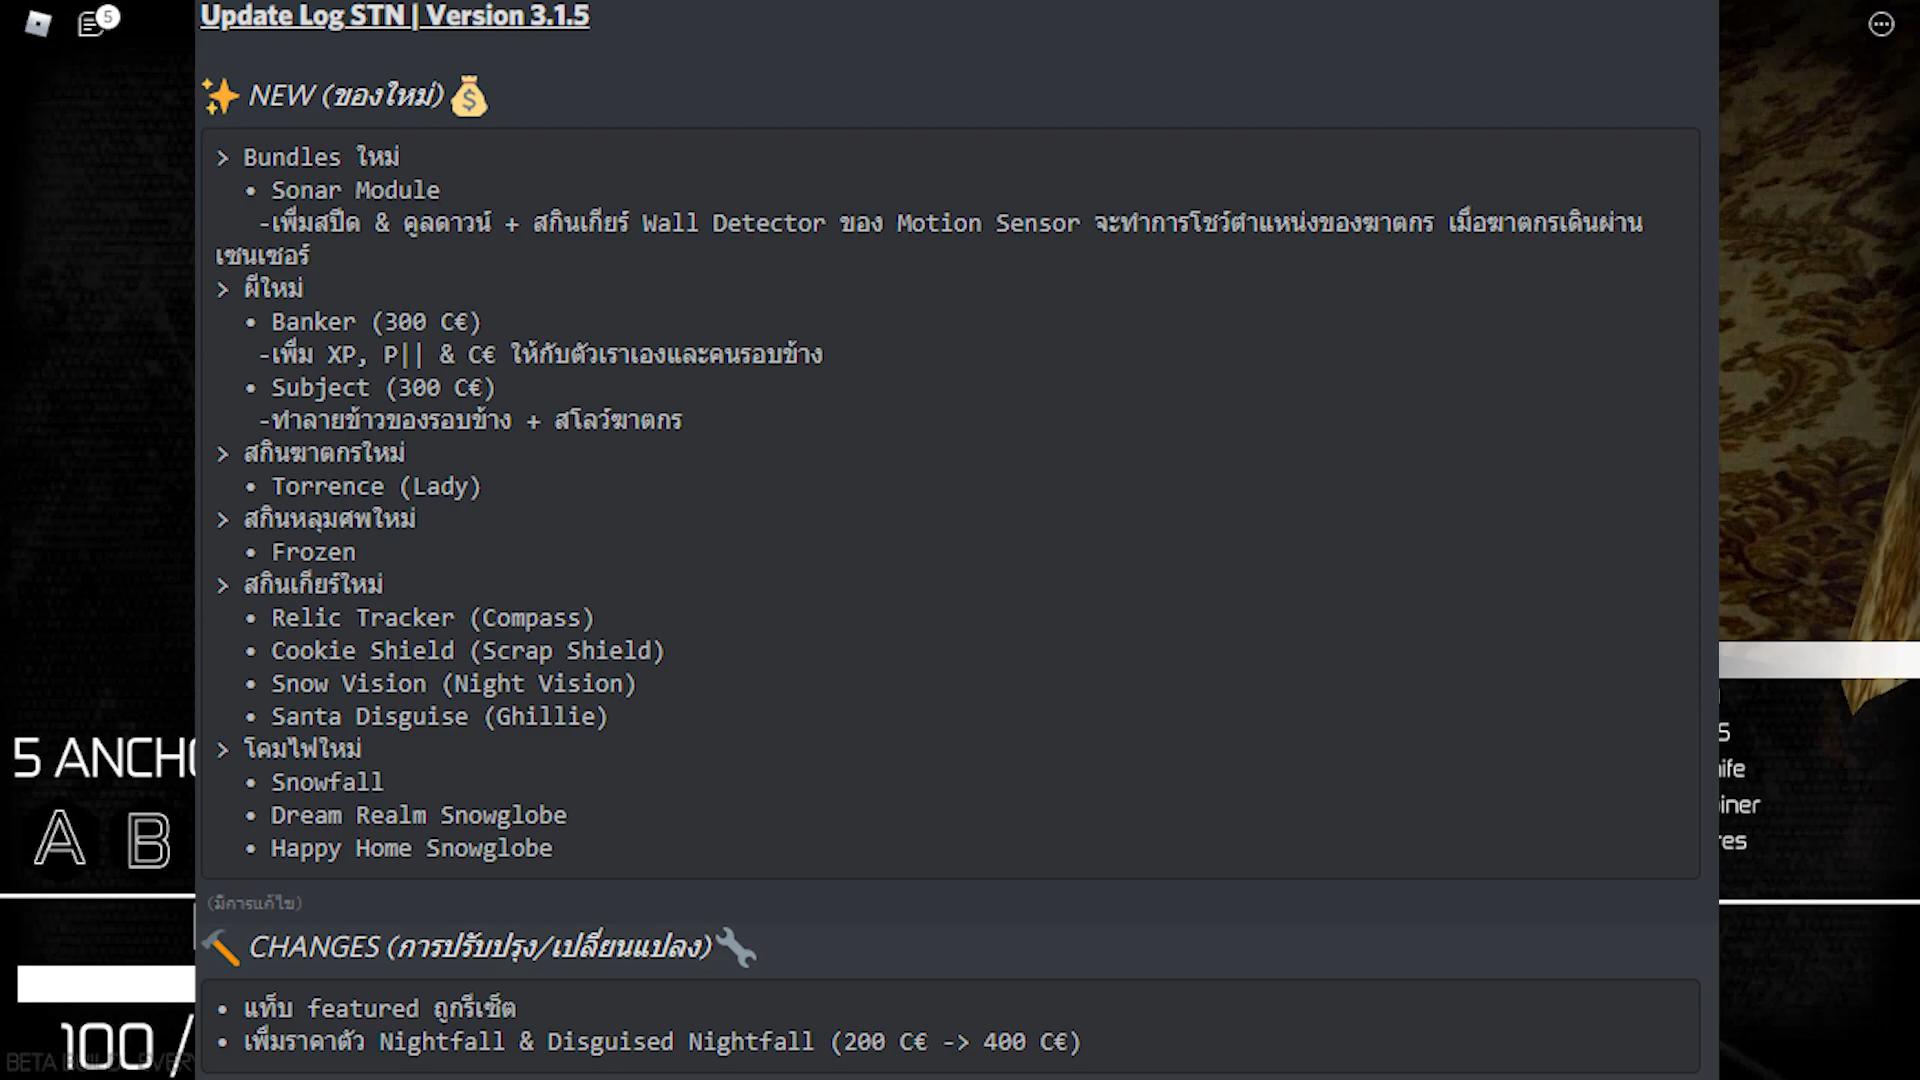 5
Update Log STN | Version 3.1.5
NEW (ของใหม่)
> Bundles ใหม่
• Sonar Module
-เพิ่มสปีด & คูลดาวน์ + สกินเกียร์ Wall Detector ของ Motion Sensor จะทำการโชว์ตำแหน่งของฆาตกร เมื่อฆาตกรเดินผ่าน
เซนเซอร์
> ผีใหม่
• Banker (300 C€)
-เพิ่ม XP, P|| & C€ ให้กับตัวเราเองและคนรอบข้าง
• Subject (300 C€)
-ทำลายข้าวของรอบข้าง + สโลว์ฆาตกร
> สกินฆาตกรใหม่
• Torrence (Lady)
> สกินหลุมศพใหม่
• Frozen
> สกินเกียร์ใหม่
• Relic Tracker (Compass)
• Cookie Shield (Scrap Shield)
• Snow Vision (Night Vision)
• Santa Disguise (Ghillie)
> โคมไฟใหม่
• Snowfall
• Dream Realm Snowglobe
• Happy Home Snowglobe
(มีการแก้ไข)
CHANGES (การปรับปรุง/เปลี่ยนแปลง)
• แท็บ featured ถูกรีเซ็ต
• เพิ่มราคาตัว Nightfall & Disguised Nightfall (200 C€ -> 400 C€)
5 ANCHO
A B
100 /
BETA BUILD